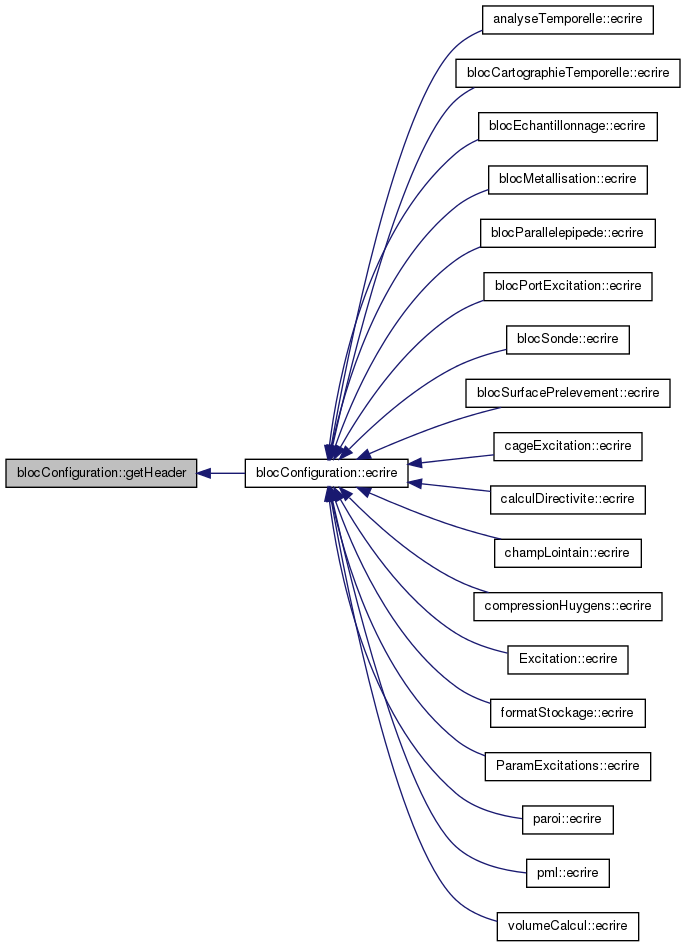 analyseTemporelle::ecrire
blocCartographieTemporelle::ecrire
blocEchantillonnage::ecrire
blocMetallisation::ecrire
blocParallelepipede::ecrire
blocPortExcitation::ecrire
blocSonde::ecrire
blocSurfacePrelevement::ecrire
cageExcitation::ecrire
blocConfiguration::getHeader
blocConfiguration::ecrire
calculDirectivite::ecrire
champLointain::ecrire
compressionHuygens::ecrire
Excitation::ecrire
formatStockage::ecrire
ParamExcitations::ecrire
paroi::ecrire
pml::ecrire
volumeCalcul::ecrire